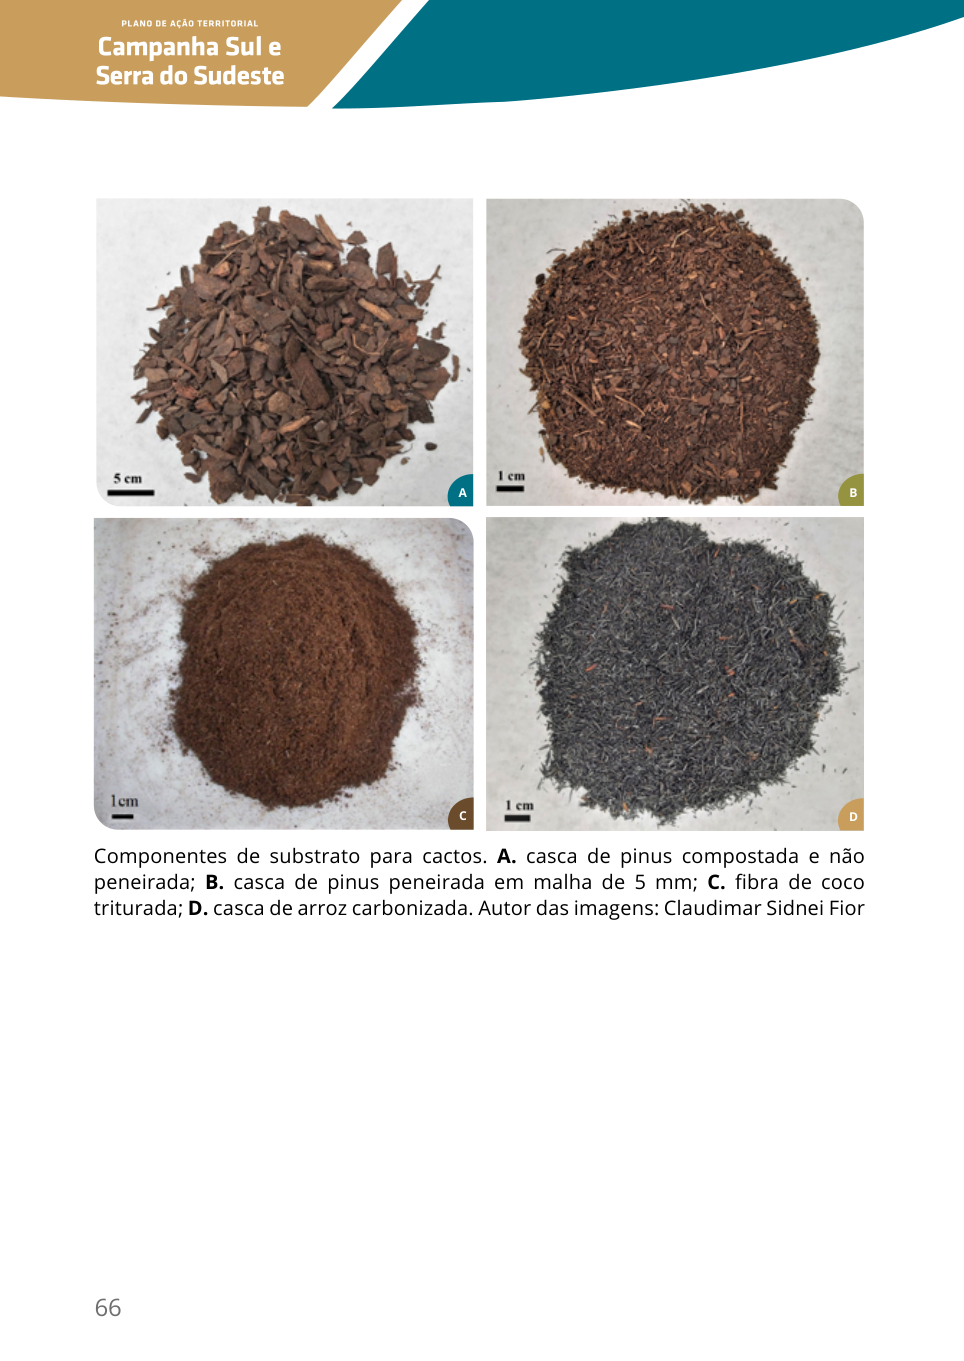 PLANO DE AÇÃO TERRITORIAL
Campanha Sul e
Serra do Sudeste
5 cm
A
1 cm
B
1cm
C
1 cm
D
Componentes de substrato para cactos. A. casca de pinus compostada e não
peneirada; B. casca de pinus peneirada em malha de 5 mm; C. fibra de coco
triturada; D. casca de arroz carbonizada. Autor das imagens: Claudimar Sidnei Fior
66